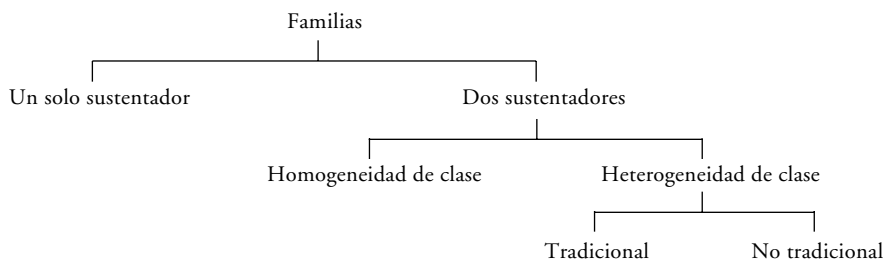 Familias
Un solo sustentador
Dos sustentadores
Homogeneidad de clase
Heterogeneidad de clase
Tradicional
No tradicional